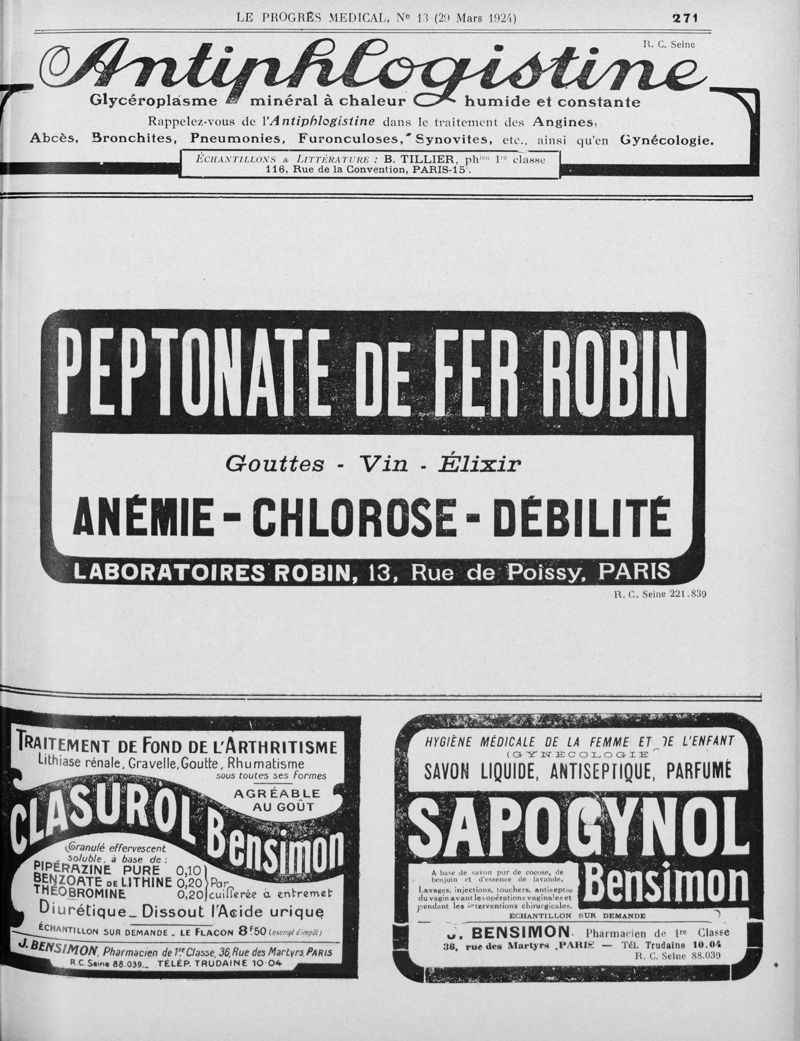 LE PROGRÈS MEDICAL, Nº 13 (29 Mars 1924) 271
R. C. Seine
Antiphlogistine
Glycéroplasme minéral à chaleur humide et constante
Rappelez-vous de l'Antiphlogistine dans le traitement des Angines,
Abcès, Bronchites, Pneumonies, Furonculoses, Synovites, etc., ainsi qu'en Gynécologie.
ÉCHANTILLONS & LITTÉRATURE : B. TILLIER, phien 1re classe
116, Rue de la Convention, PARIS-15e.
PEPTONATE DE FER ROBIN
Gouttes - Vin - Élixir
ANÉMIE - CHLOROSE - DÉBILITÉ
LABORATOIRES ROBIN, 13, Rue de Poissy, PARIS
R. C. Seine 221.839
TRAITEMENT DE FOND DE L'ARTHRITISME
Lithiase rénale, Gravelle, Goutte, Rhumatisme
sous toutes ses formes
AGRÉABLE
AU GOÛT
CLASUROL Bensimon
Granulé effervescent
soluble, à base de :
PIPÉRAZINE PURE 0,10
BENZOATE DE LITHINE 0,20 Par
THÉOBROMINE 0,20 cuillerée à entremet
Diurétique_ Dissout l'Acide urique
ÉCHANTILLON SUR DEMANDE _ LE FLACON 8f50 (exempt d'impôt)
J. BENSIMON, Pharmacien de 1re Classe, 36, Rue des Martyrs, PARIS
R.C. Seine 88.039_ TÉLÉP. TRUDAINE 10-04
HYGIÈNE MÉDICALE DE LA FEMME ET DE L'ENFANT
(GYNECOLOGIE)
SAVON LIQUIDE, ANTISEPTIQUE, PARFUMÉ
SAPOGYNOL
Bensimon
A base de savon pur de cocose, de
benjoin et d'essence de lavande.
Lavages, injections, touchers, antiseptie
du vagin avant les opérations vaginales et
pendant les interventions chirurgicales.
ÉCHANTILLON SUR DEMANDE
J. BENSIMON. Pharmacien de 1re Classe
36, rue des Martyrs, PARIS — Tél. Trudaine 10.04
R. C. Seine 88.039